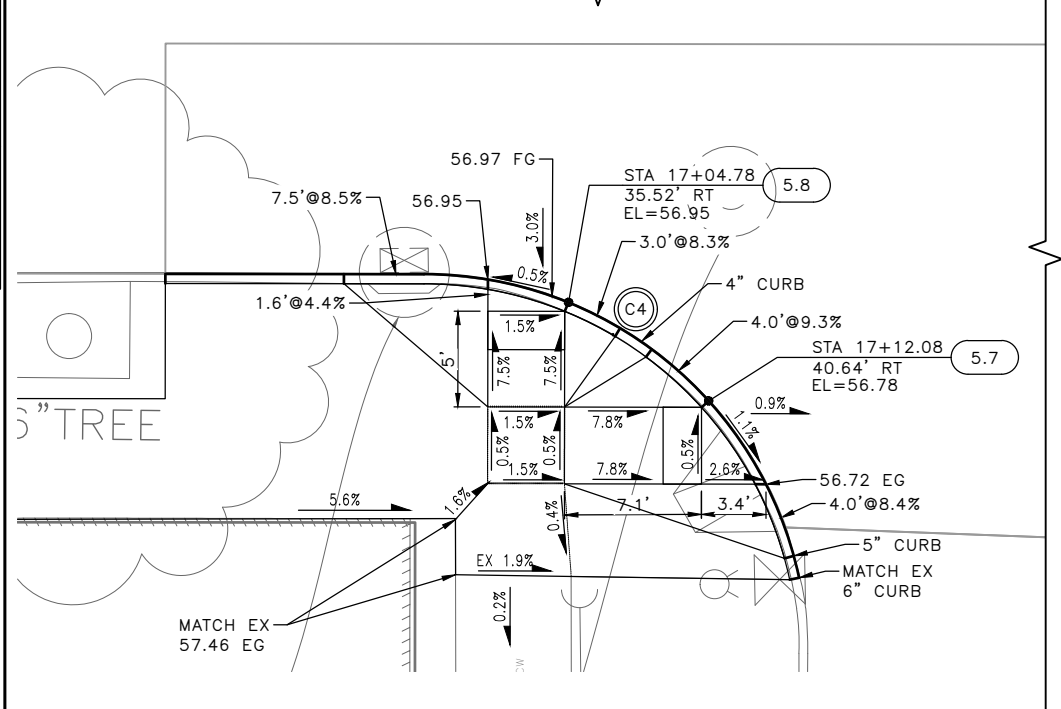 56.97 FG
STA 17+04.78
35.52' RT
EL=56.95
5.8
7.5'@8.5%
56.95
3.0%
0.5%
3.0'@8.3%
C4
4" CURB
1.6'@4.4%
1.5%
4.0'@9.3%
5'
7.5%
7.5%
STA 17+12.08
40.64' RT
EL=56.78
5.7
6"TREE
1.5%
7.8%
0.9%
1.1%
0.5%
0.5%
0.5%
1.5%
7.8%
2.6%
56.72 EG
5.6%
1.6%
7.1'
3.4'
4.0'@8.4%
0.4%
5" CURB
EX 1.9%
MATCH EX
6" CURB
0.2%
MATCH EX
57.46 EG
CW